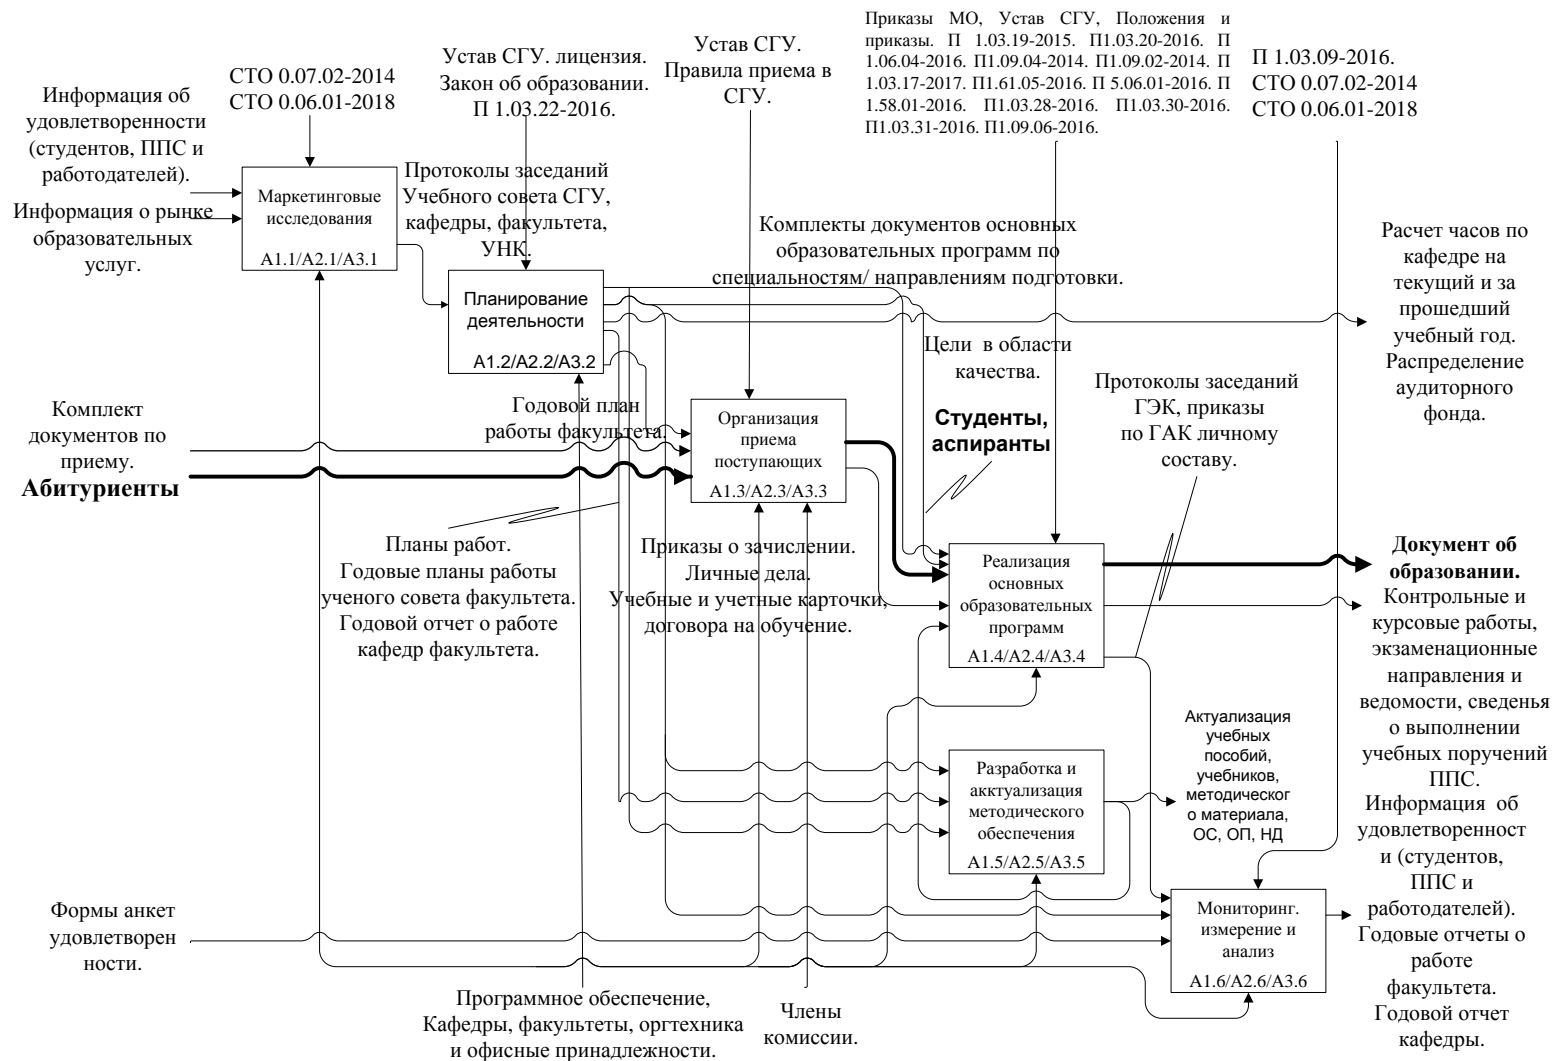 Приказы МО, Устав СГУ, Положения и
приказы. П 1.03.19-2015. П1.03.20-2016. П
1.06.04-2016. П1.09.04-2014. П1.09.02-2014. П
1.03.17-2017. П1.61.05-2016. П 5.06.01-2016. П
1.58.01-2016. П1.03.28-2016. П1.03.30-2016.
П1.03.31-2016. П1.09.06-2016.
Устав СГУ.
Правила приема в
СГУ.
Устав СГУ. лицензия.
Закон об образовании.
П 1.03.22-2016.
П 1.03.09-2016.
СТО 0.07.02-2014
СТО 0.06.01-2018
СТО 0.07.02-2014
СТО 0.06.01-2018
Информация об
удовлетворенности
(студентов, ППС и
работодателей).
Информация о рынке
образовательных
услуг.
Маркетинговые
исследования
А1.1/А2.1/А3.1
Протоколы заседаний
Учебного совета СГУ,
кафедры, факультета,
УНК.
Комплекты документов основных
образовательных программ по
специальностям/ направлениям подготовки.
Расчет часов по
кафедре на
текущий и за
прошедший
учебный год.
Распределение
аудиторного
фонда.
Планирование
деятельности
А1.2/А2.2/А3.2
Цели в области
качества.
Годовой план
работы факультета.
Организация
приема
поступающих
А1.3/А2.3/А3.3
Студенты,
аспиранты
Протоколы заседаний
ГЭК, приказы
по ГАК личному
составу.
Комплект
документов по
приему.
Абитуриенты
Планы работ.
Годовые планы работы
ученого совета факультета.
Годовой отчет о работе
кафедр факультета.
Приказы о зачислении.
Личные дела.
Учебные и учетные карточки,
договора на обучение.
Реализация
основных
образовательных
программ
А1.4/А2.4/А3.4
Документ об
образовании.
Контрольные и
курсовые работы,
экзаменационные
направления и
ведомости, сведенья
о выполнении
учебных поручений
ППС.
Информация об
удовлетворенност
и (студентов,
ППС и
работодателей).
Годовые отчеты о
работе
факультета.
Годовой отчет
кафедры.
Разработка и
акктуализация
методического
обеспечения
А1.5/А2.5/А3.5
Актуализация
учебных
пособий,
учебников,
методическог
о материала,
ОС, ОП, НД
Мониторинг.
измерение и
анализ
А1.6/А2.6/А3.6
Формы анкет
удовлетворен
ности.
Программное обеспечение,
Кафедры, факультеты, оргтехника
и офисные принадлежности.
Члены
комиссии.